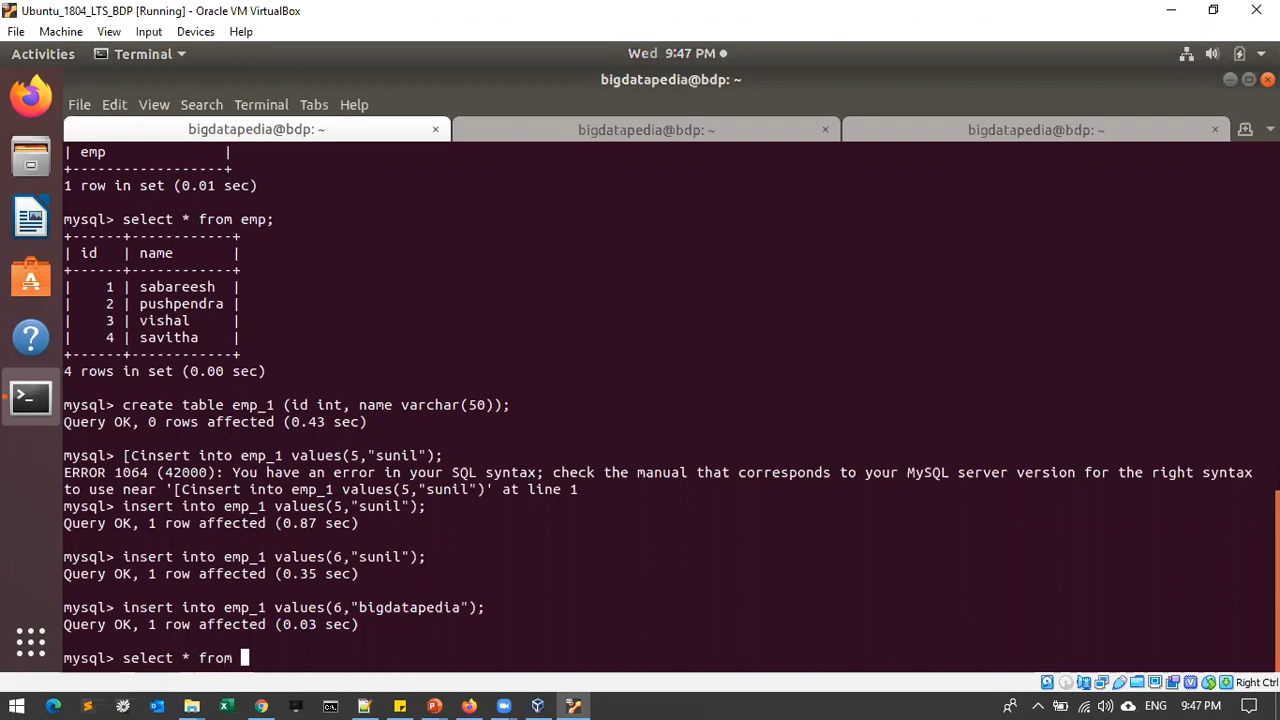 Ubuntu_1804_LTS_BDP [Running] - Oracle VM VirtualBox
File Machine View Input Devices Help
Activities Terminal Wed 9:47 PM
bigdatapedia@bdp: ~
File Edit View Search Terminal Tabs Help
bigdatapedia@bdp: ~ × bigdatapedia@bdp: ~ × bigdatapedia@bdp: ~ ×
| emp |
+------------------+
1 row in set (0.01 sec)
mysql> select * from emp;
+------+------------+
| id | name |
+------+------------+
| 1 | sabareesh |
| 2 | pushpendra |
| 3 | vishal |
| 4 | savitha |
+------+------------+
4 rows in set (0.00 sec)
mysql> create table emp_1 (id int, name varchar(50));
Query OK, 0 rows affected (0.43 sec)
mysql> [Cinsert into emp_1 values(5,"sunil");
ERROR 1064 (42000): You have an error in your SQL syntax; check the manual that corresponds to your MySQL server version for the right syntax
to use near '[Cinsert into emp_1 values(5,"sunil")' at line 1
mysql> insert into emp_1 values(5,"sunil");
Query OK, 1 row affected (0.87 sec)
mysql> insert into emp_1 values(6,"sunil");
Query OK, 1 row affected (0.35 sec)
mysql> insert into emp_1 values(6,"bigdatapedia");
Query OK, 1 row affected (0.03 sec)
mysql> select * from
Right Ctrl
ENG 9:47 PM